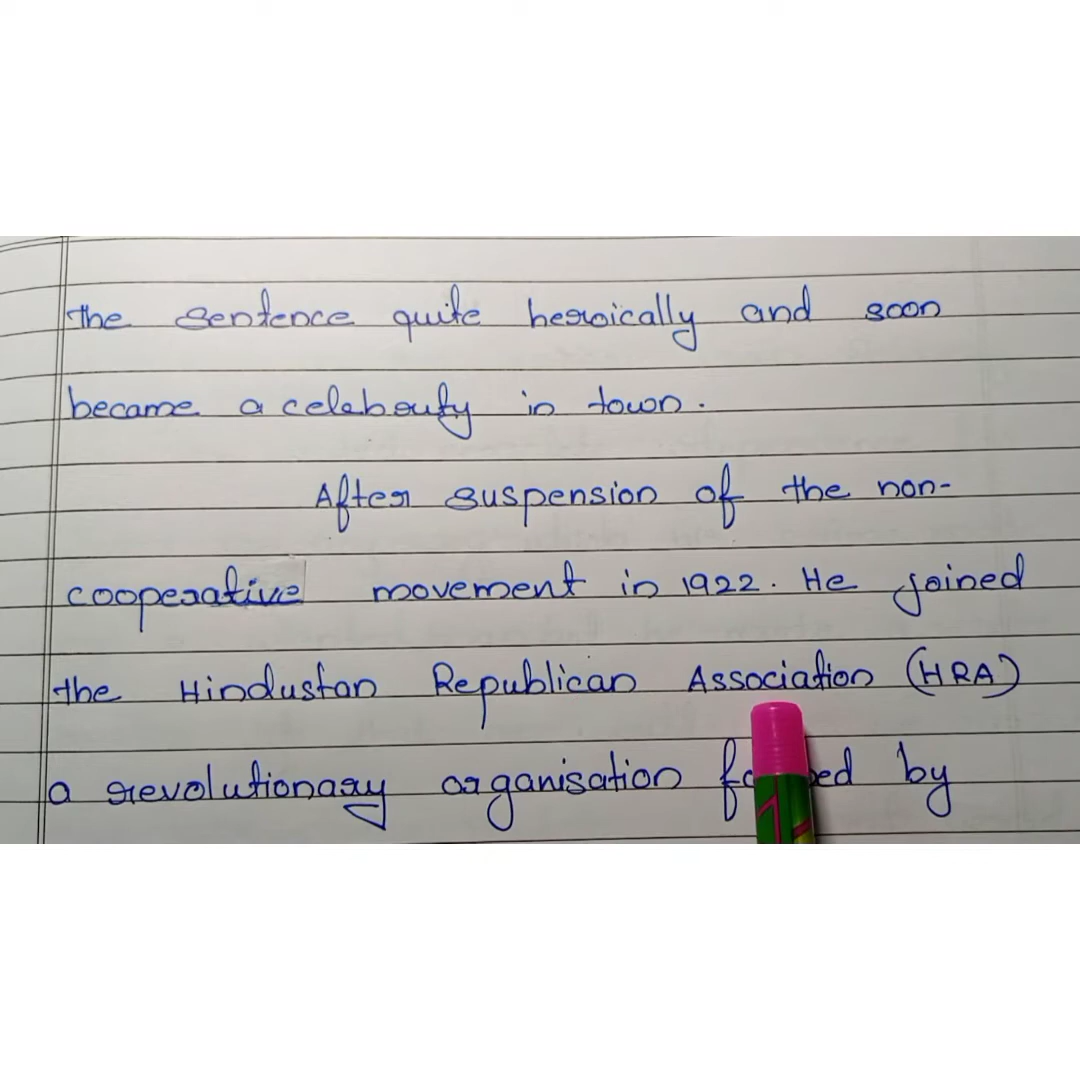 the sentence quite heroically and soon
became a celebrity in town.
After suspension of the non-
cooperative movement in 1922. He joined
the Hindustan Republican Association (HRA)
a revolutionary organisation by